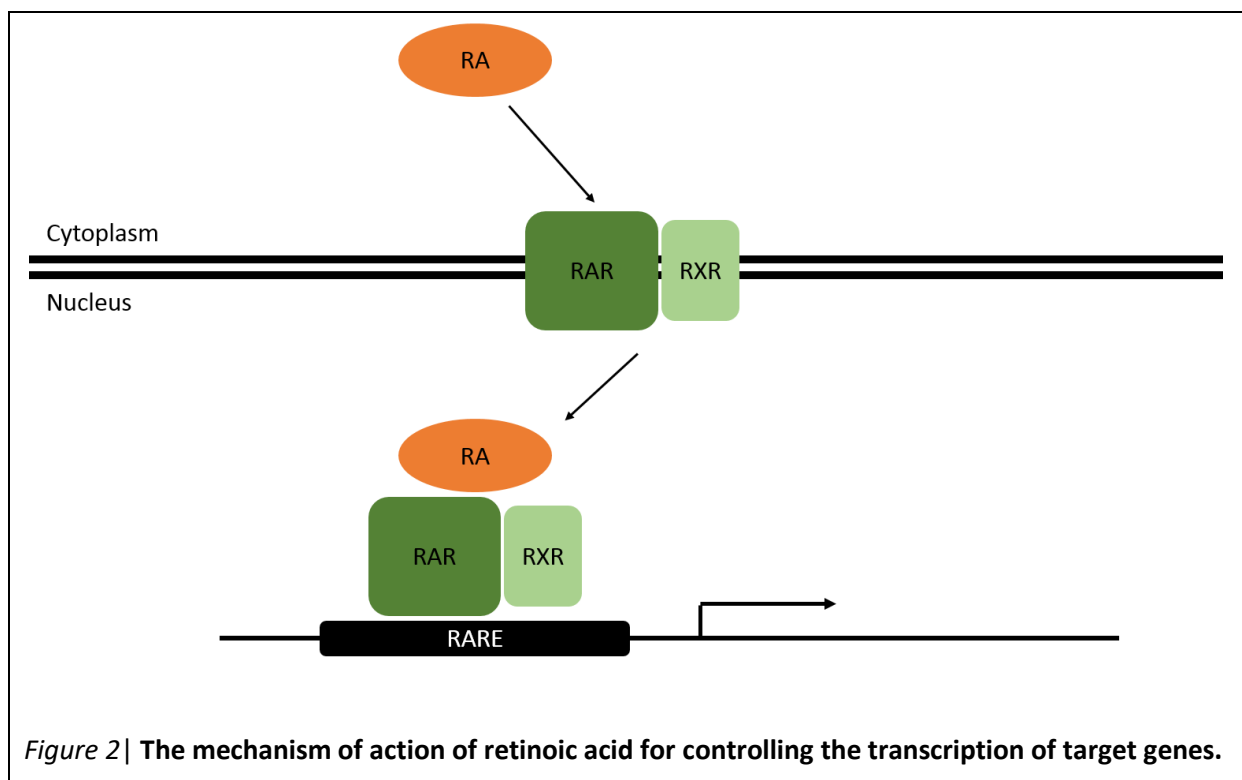 RA
Cytoplasm
RAR RXR
Nucleus
RA
RAR RXR
RARE
Figure 2| The mechanism of action of retinoic acid for controlling the transcription of target genes.